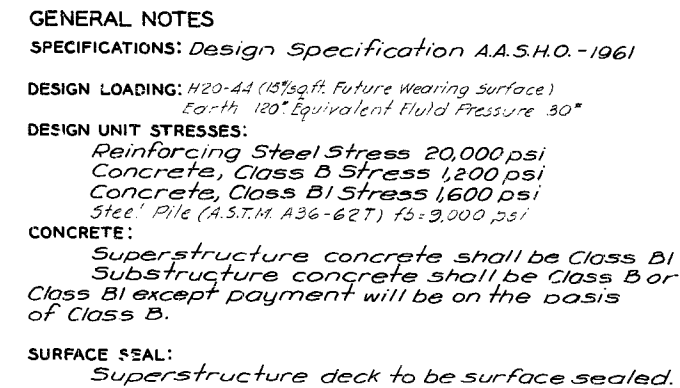 GENERAL NOTES
SPECIFICATIONS: Design Specification A.A.S.H.O. - 1961
DESIGN LOADING: H20-44 (15#/sq.ft. Future Wearing Surface)
Earth 120# Equivalent Fluid Pressure 30#
DESIGN UNIT STRESSES:
Reinforcing Steel Stress 20,000 psi
Concrete, Class B Stress 1,200 psi
Concrete, Class B1 Stress 1,600 psi
Steel Pile (A.S.T.M. A36-62T) fb=9,000 psi
CONCRETE:
Superstructure concrete shall be Class B1
Substructure concrete shall be Class B or
Class B1 except payment will be on the basis
of Class B.
SURFACE SEAL:
Superstructure deck to be surface sealed.